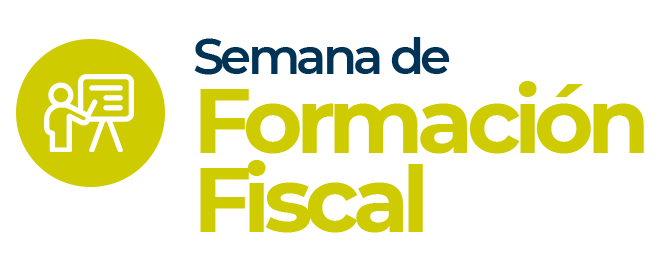 Semana de
Formación
Fiscal